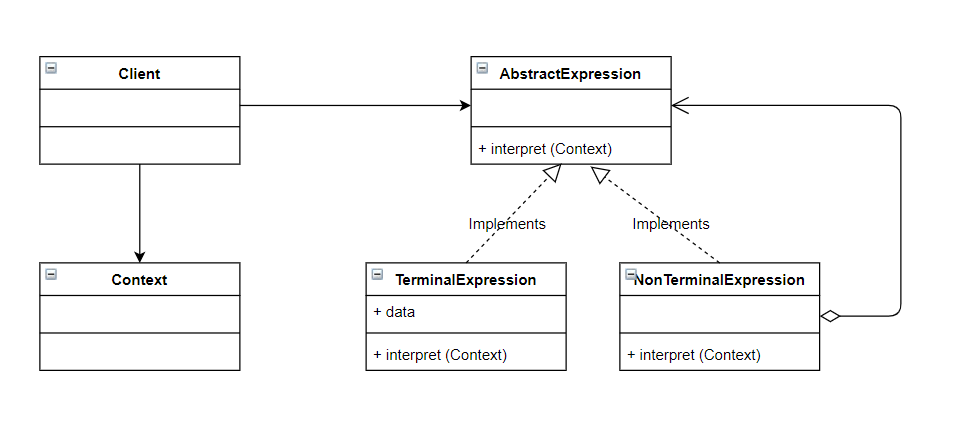 Client
AbstractExpression
+ interpret (Context)
Implements
Implements
Context
TerminalExpression
+ data
+ interpret (Context)
NonTerminalExpression
+ interpret (Context)